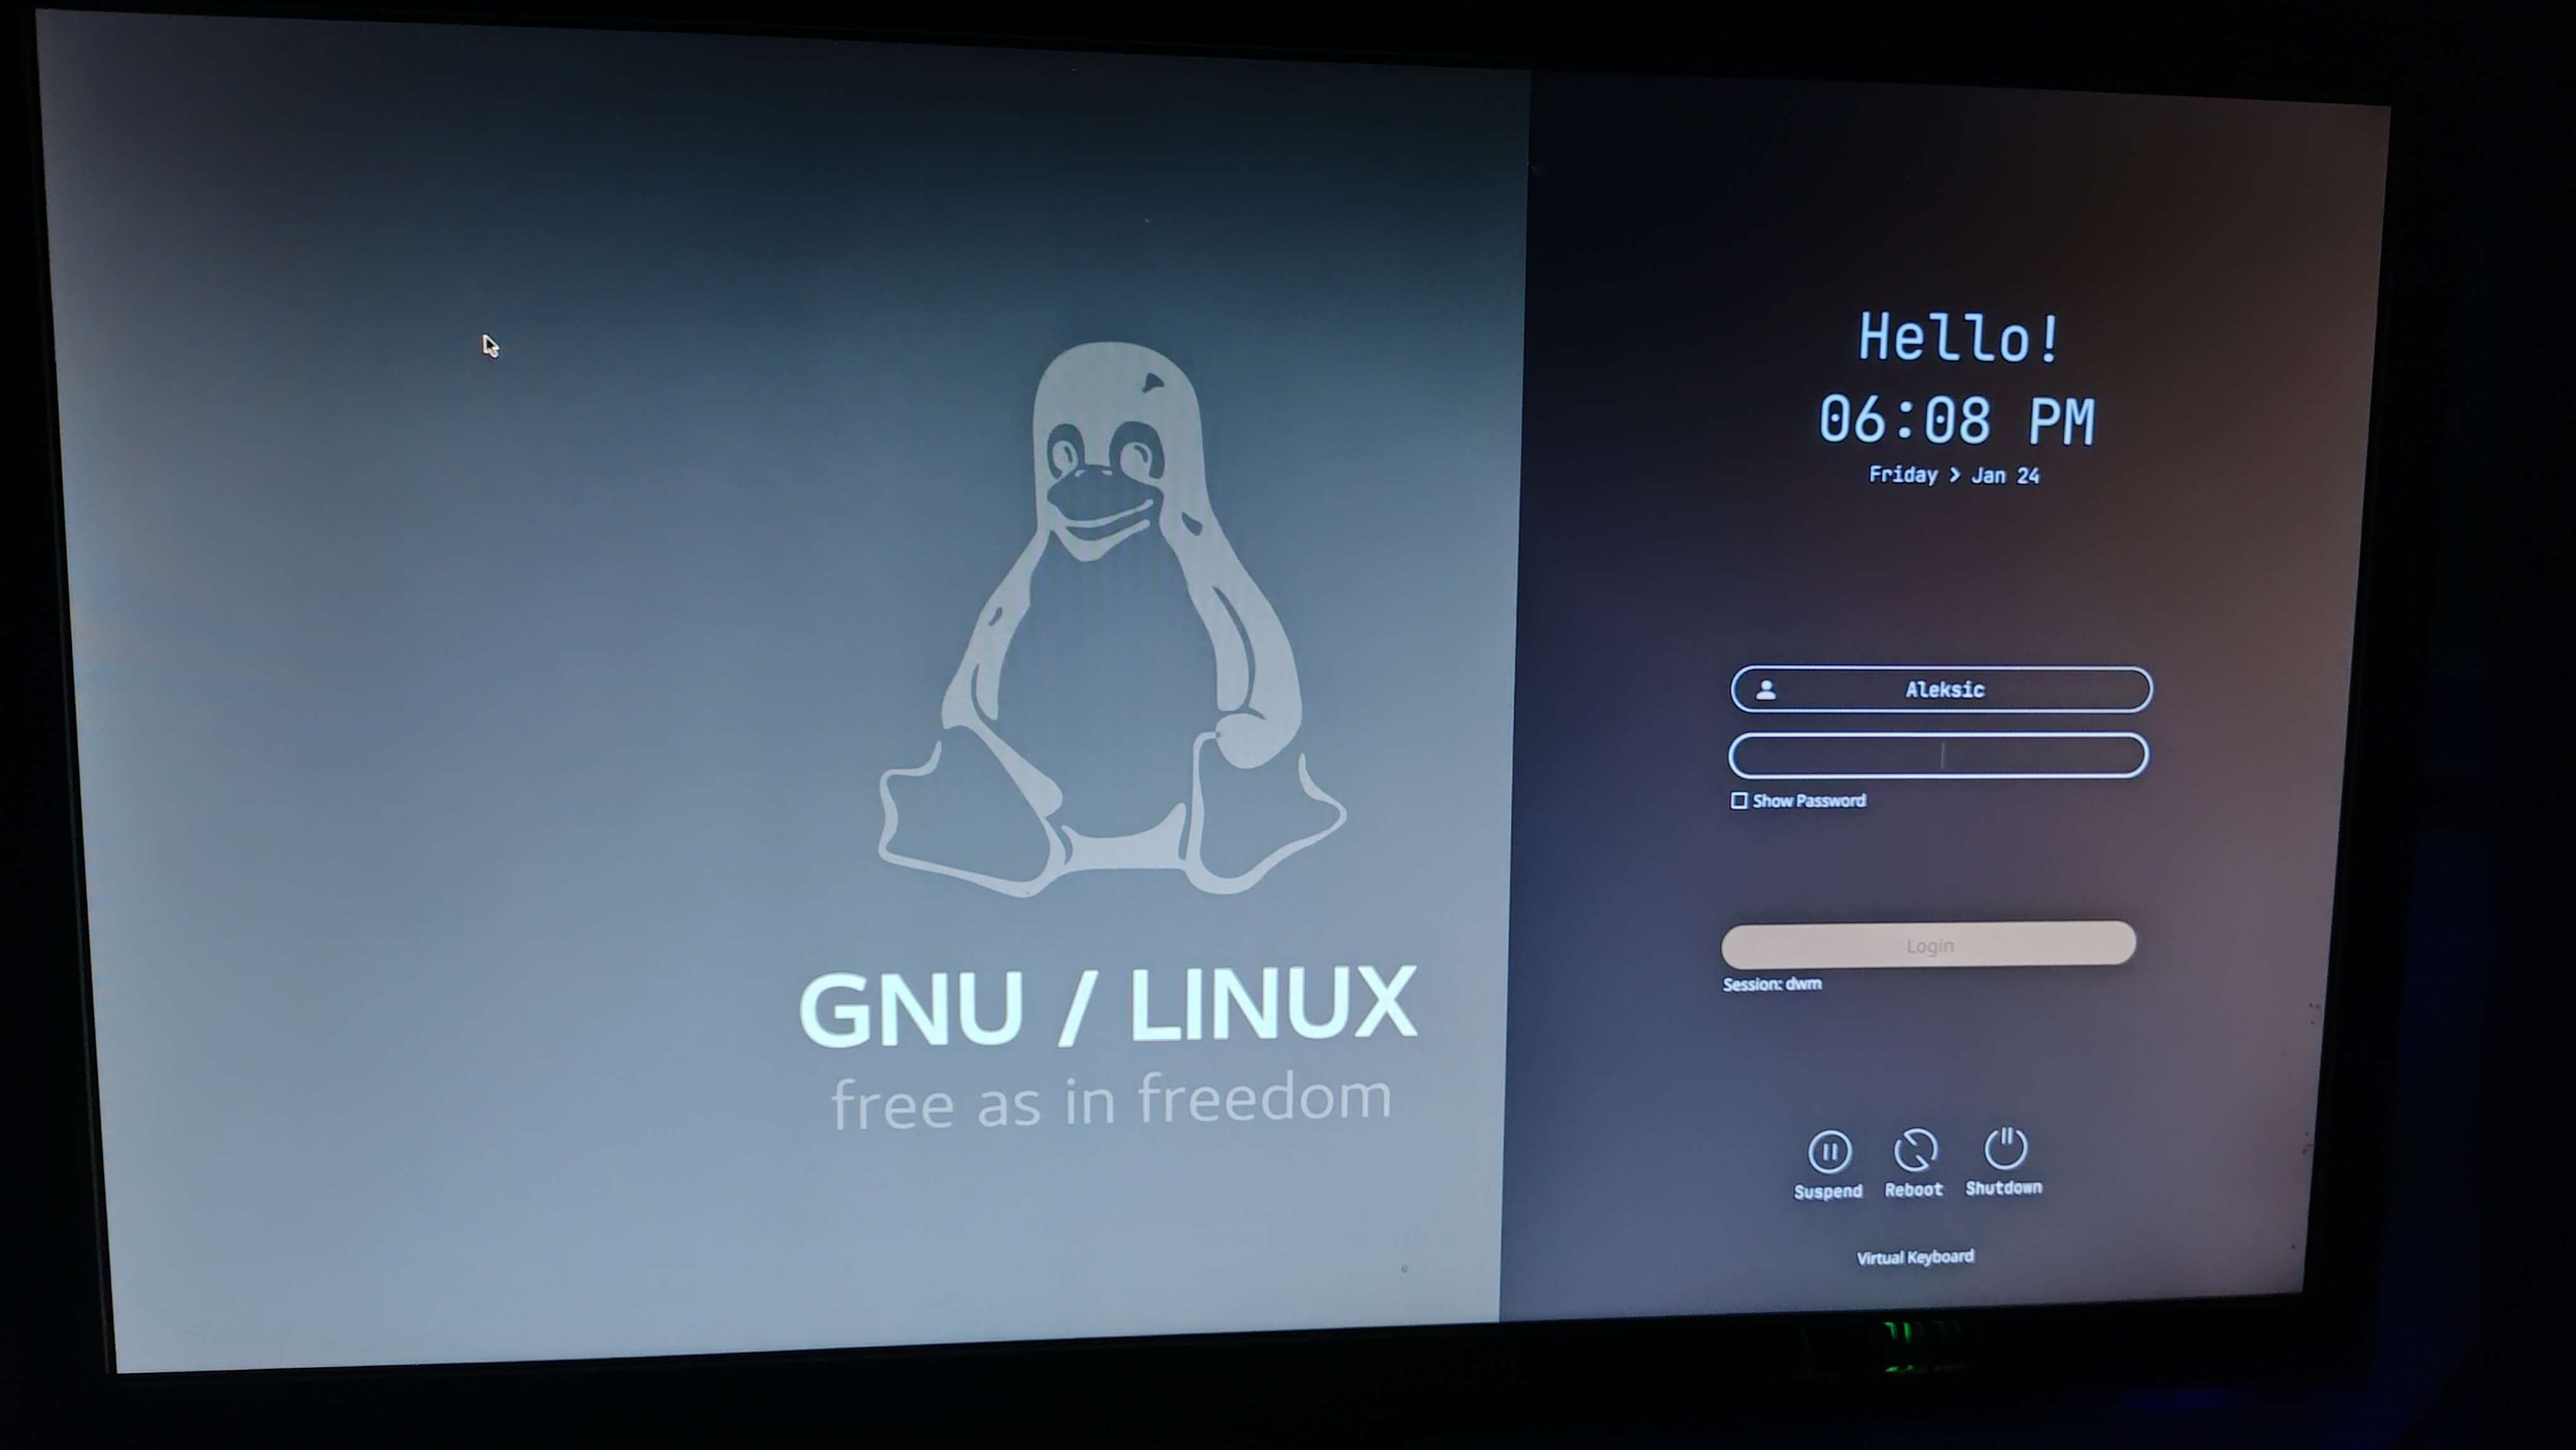 GNU / LINUX
free as in freedom
Hello!
06:08 PM
Friday > Jan 24
Aleksic
Show Password
Login
Session: dwm
Suspend Reboot Shutdown
Virtual Keyboard